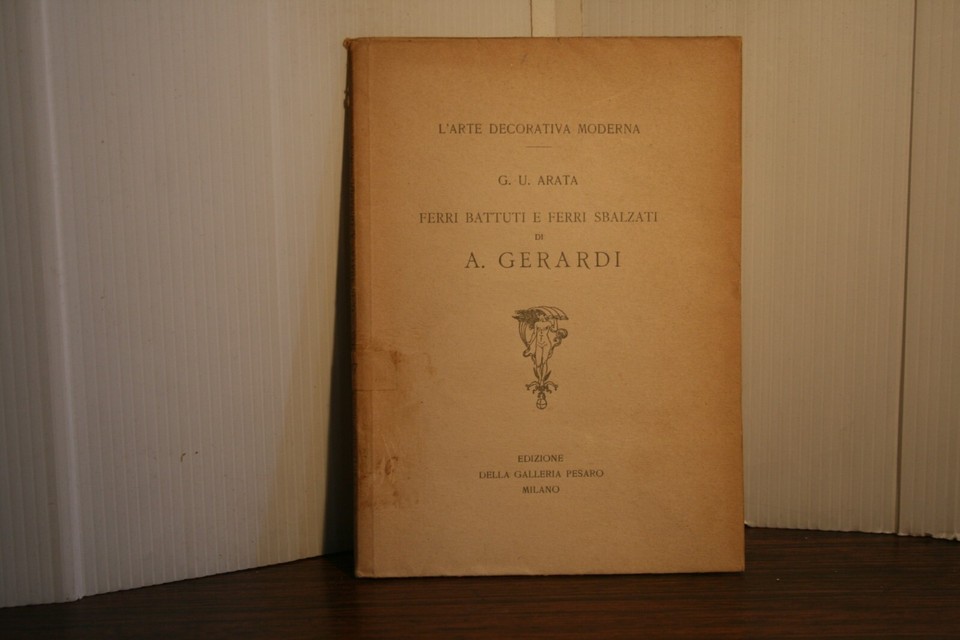 L'ARTE DECORATIVA MODERNA
G. U. ARATA
FERRI BATTUTI E FERRI SBALZATI
DI
A. GERARDI
EDIZIONE
DELLA GALLERIA PESARO
MILANO